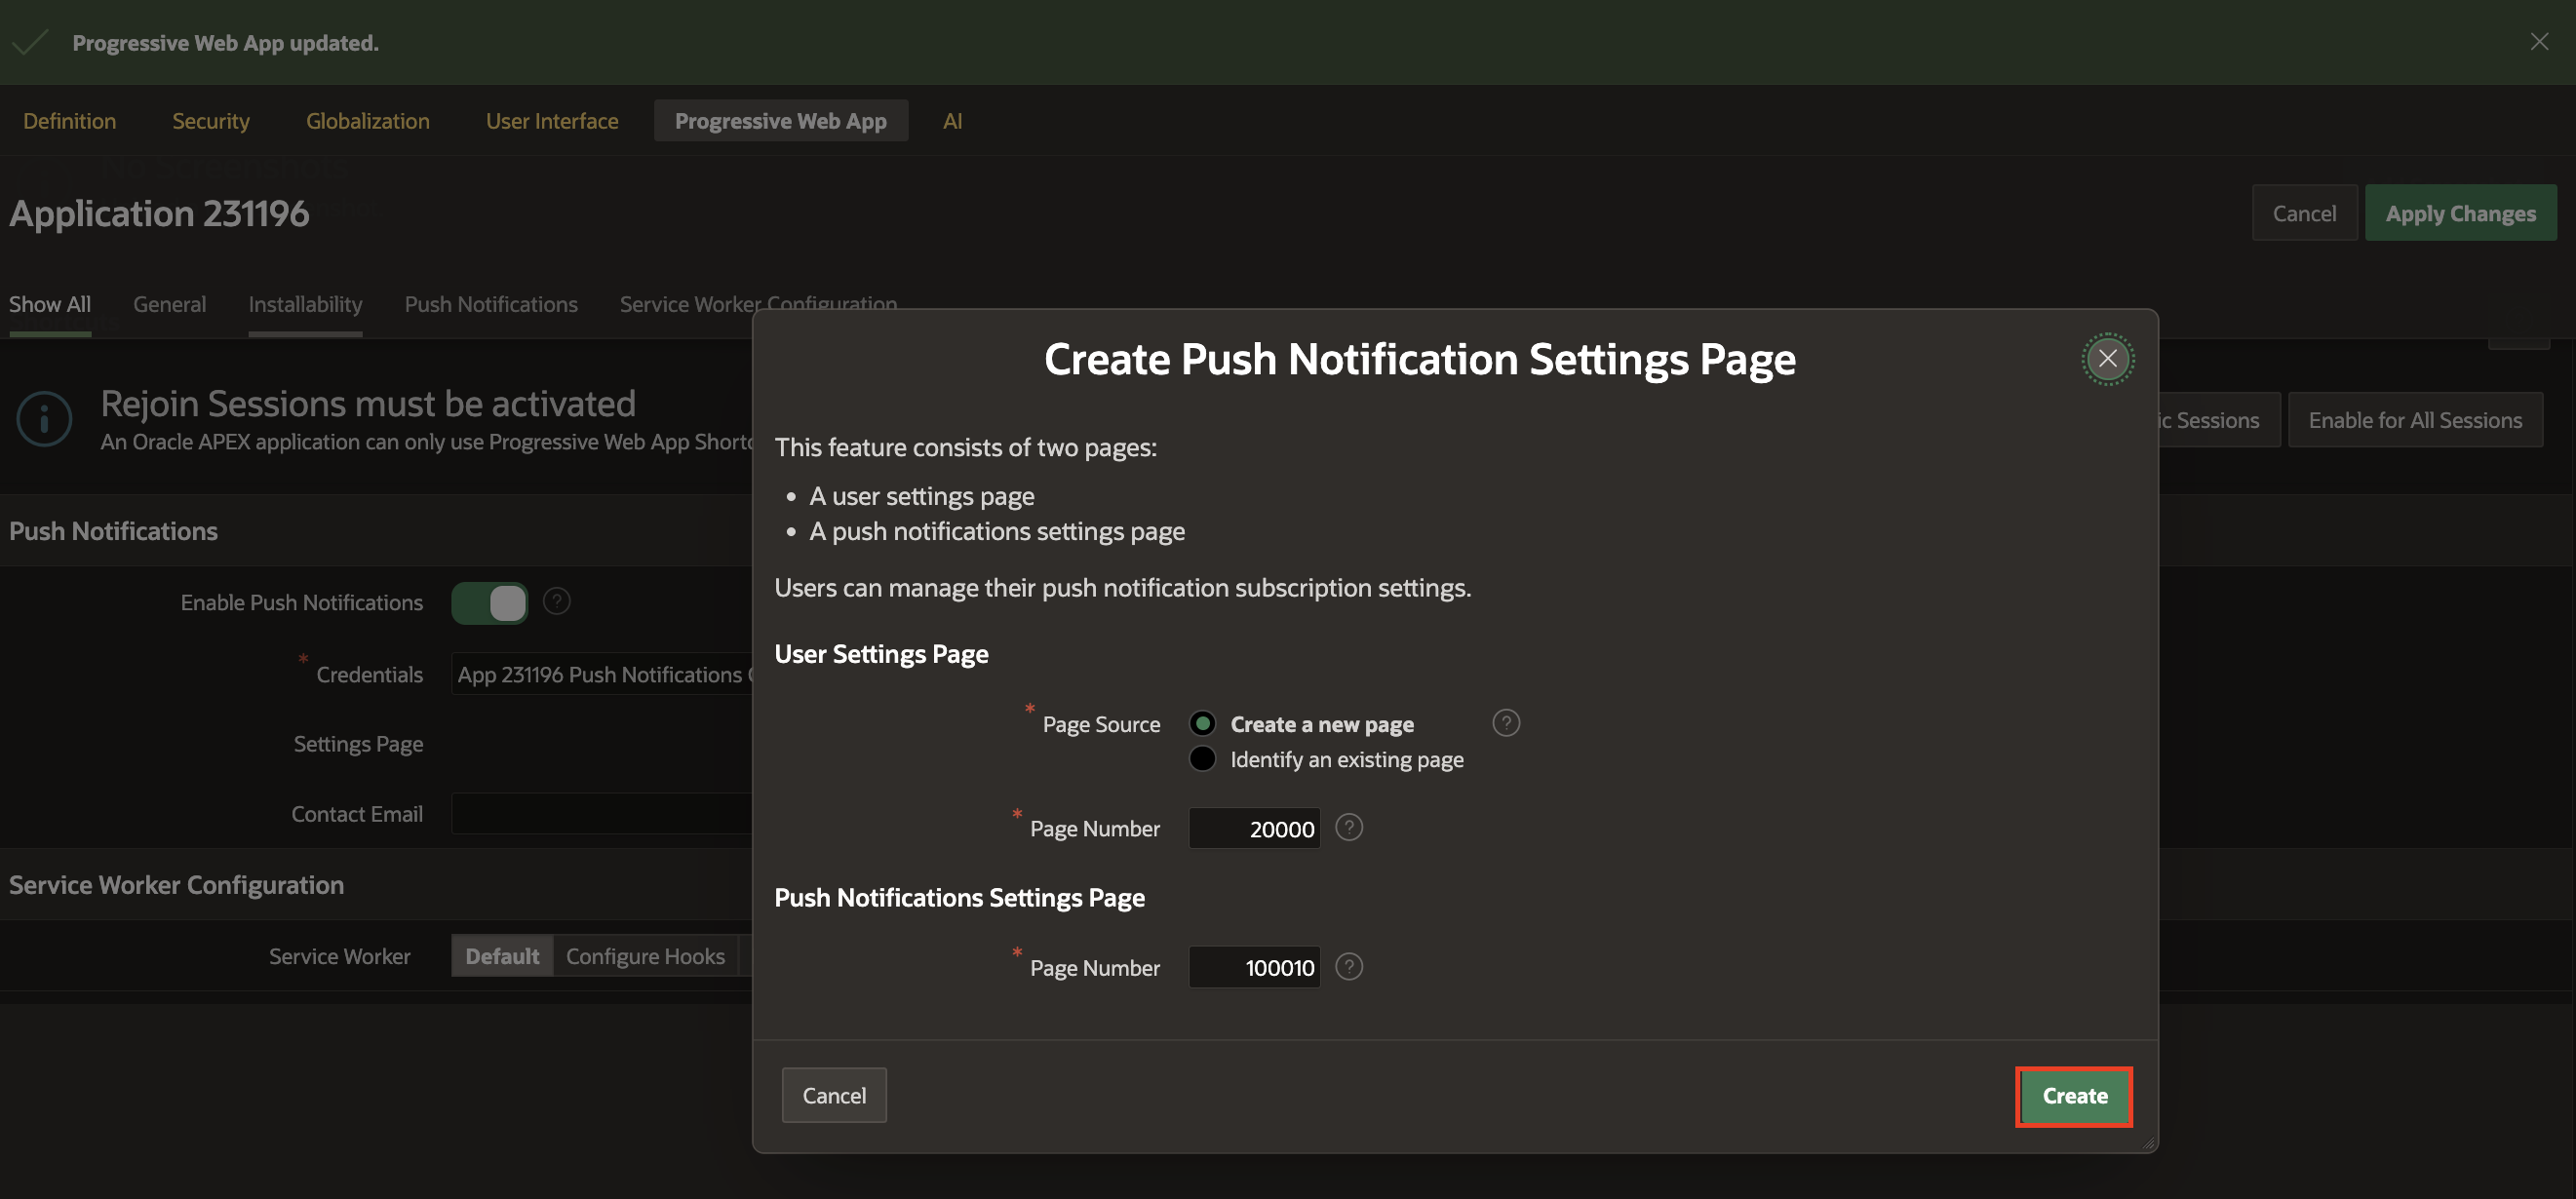 Progressive Web App updated.
Definition Security Globalization User Interface Progressive Web App AI
No Screenshots
Application 231196
Cancel Apply Changes
Show All General Installability Push Notifications Service Worker Configuration
Shortcuts
Create Push Notification Settings Page
Rejoin Sessions must be activated
An Oracle APEX application can only use Progressive Web App
Sessions Enable for All Sessions
This feature consists of two pages:
• A user settings page
• A push notifications settings page
Users can manage their push notification subscription settings.
Push Notifications
Enable Push Notifications
* Credentials App 231196 Push Notifications
Settings Page
Contact Email
Service Worker Configuration
Service Worker Default Configure Hooks
User Settings Page
* Page Source Create a new page
Identify an existing page
* Page Number 20000
Push Notifications Settings Page
* Page Number 100010
Cancel Create